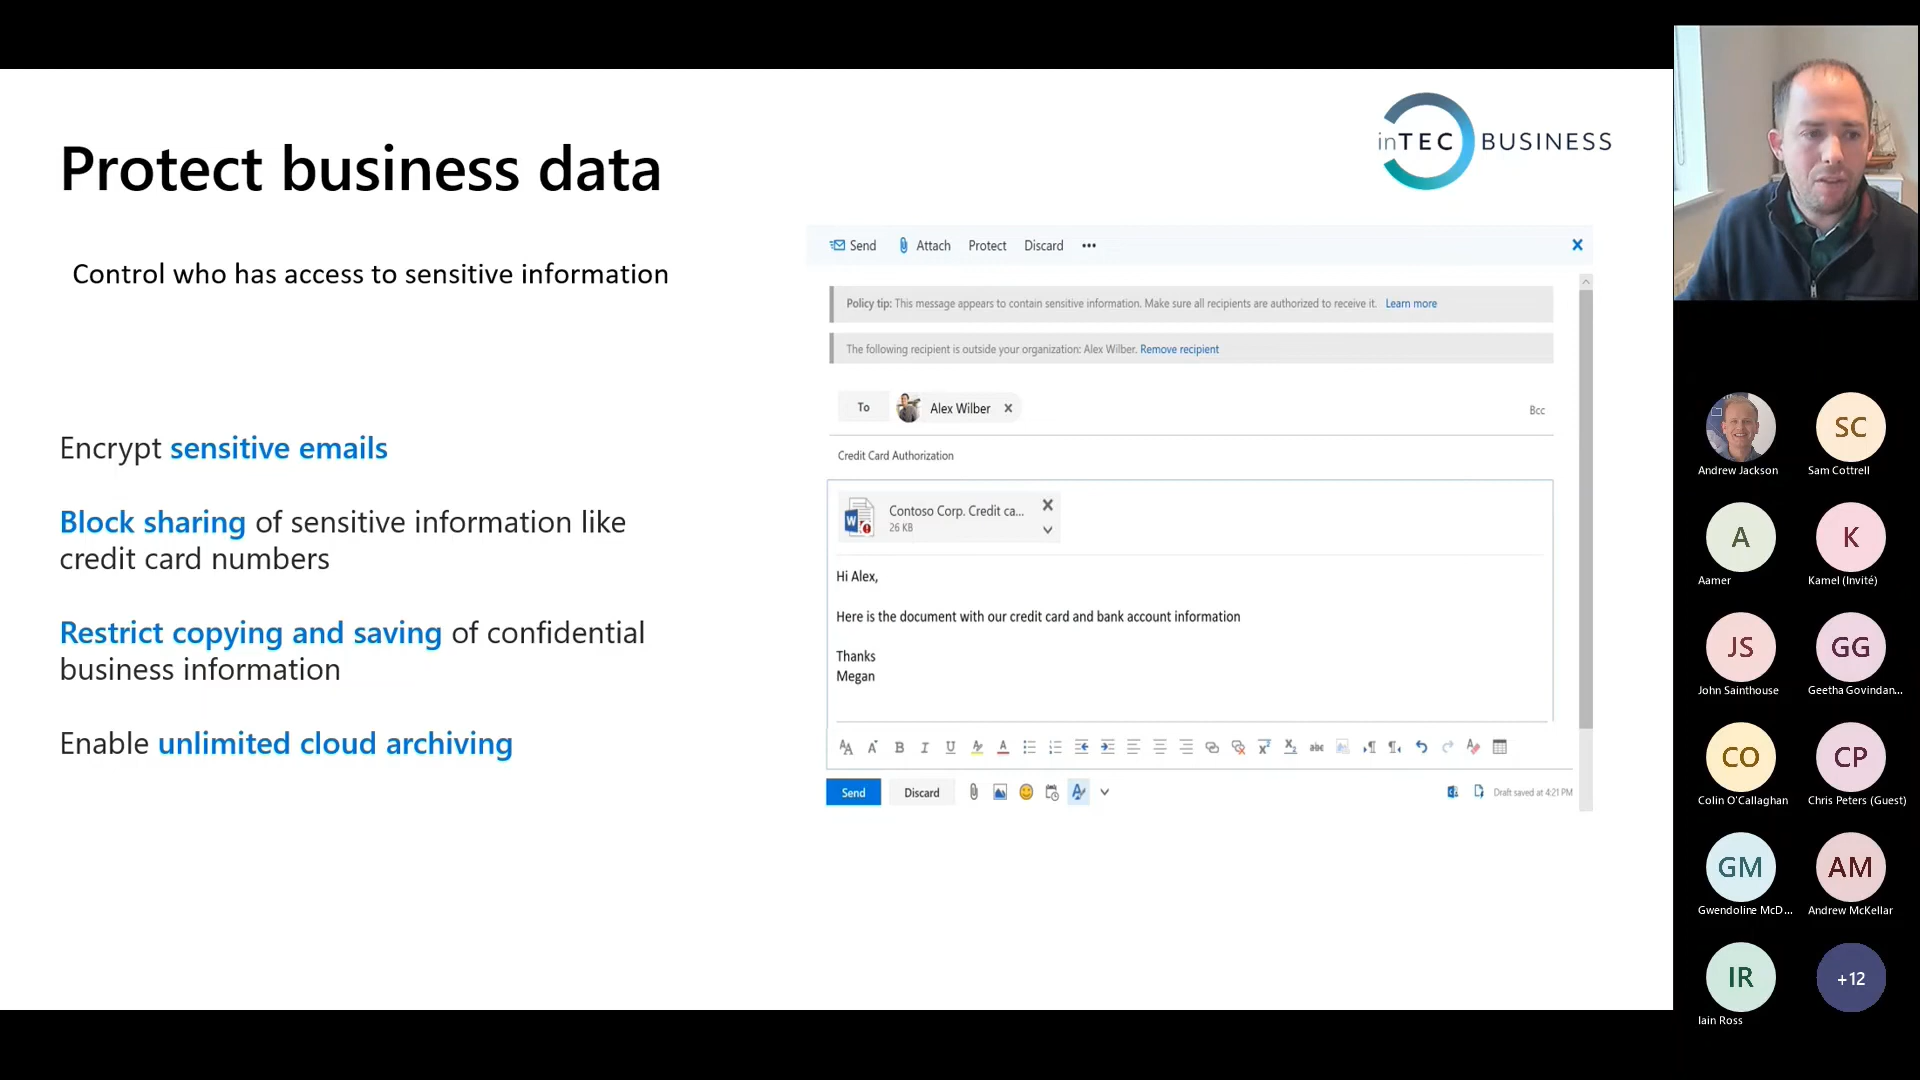 Protect business data
inTEC BUSINESS
Control who has access to sensitive information
Encrypt sensitive emails
Block sharing of sensitive information like
credit card numbers
Restrict copying and saving of confidential
business information
Enable unlimited cloud archiving
Send Attach Protect Discard •••
Policy tip: This message appears to contain sensitive information. Make sure all recipients are authorized to receive it. Learn more
The following recipient is outside your organization: Alex Wilber. Remove recipient
To Alex Wilber Bcc
Credit Card Authorization
Contoso Corp. Credit ca...
26 KB
Hi Alex,
Here is the document with our credit card and bank account information
Thanks
Megan
Send Discard Draft saved at 4:21 PM
Andrew Jackson
SC
Sam Cottrell
A
Aamer
K
Kamel (Invité)
JS
John Sainthouse
GG
Geetha Govindan...
CO
Colin O'Callaghan
CP
Chris Peters (Guest)
GM
Gwendoline McD...
AM
Andrew McKellar
IR
Iain Ross
+12